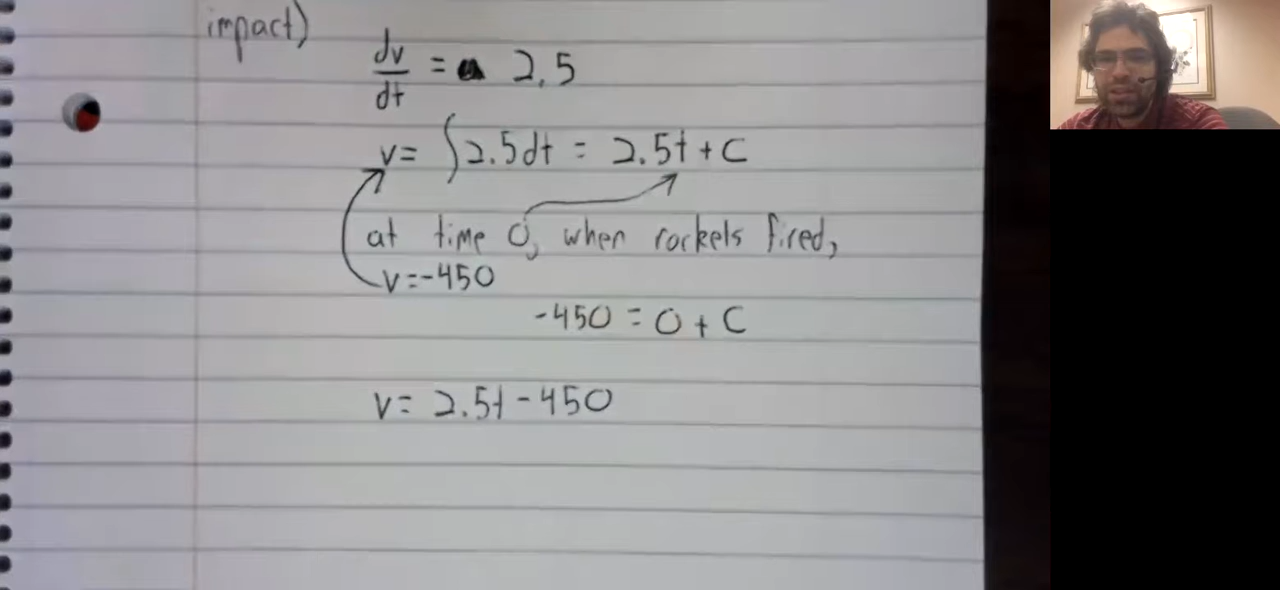 impact)
dv/dt = 2.5
v = ∫2.5dt = 2.5t + C
at time 0, when rockets fired,
v = -450
-450 = 0 + C
v = 2.5t - 450